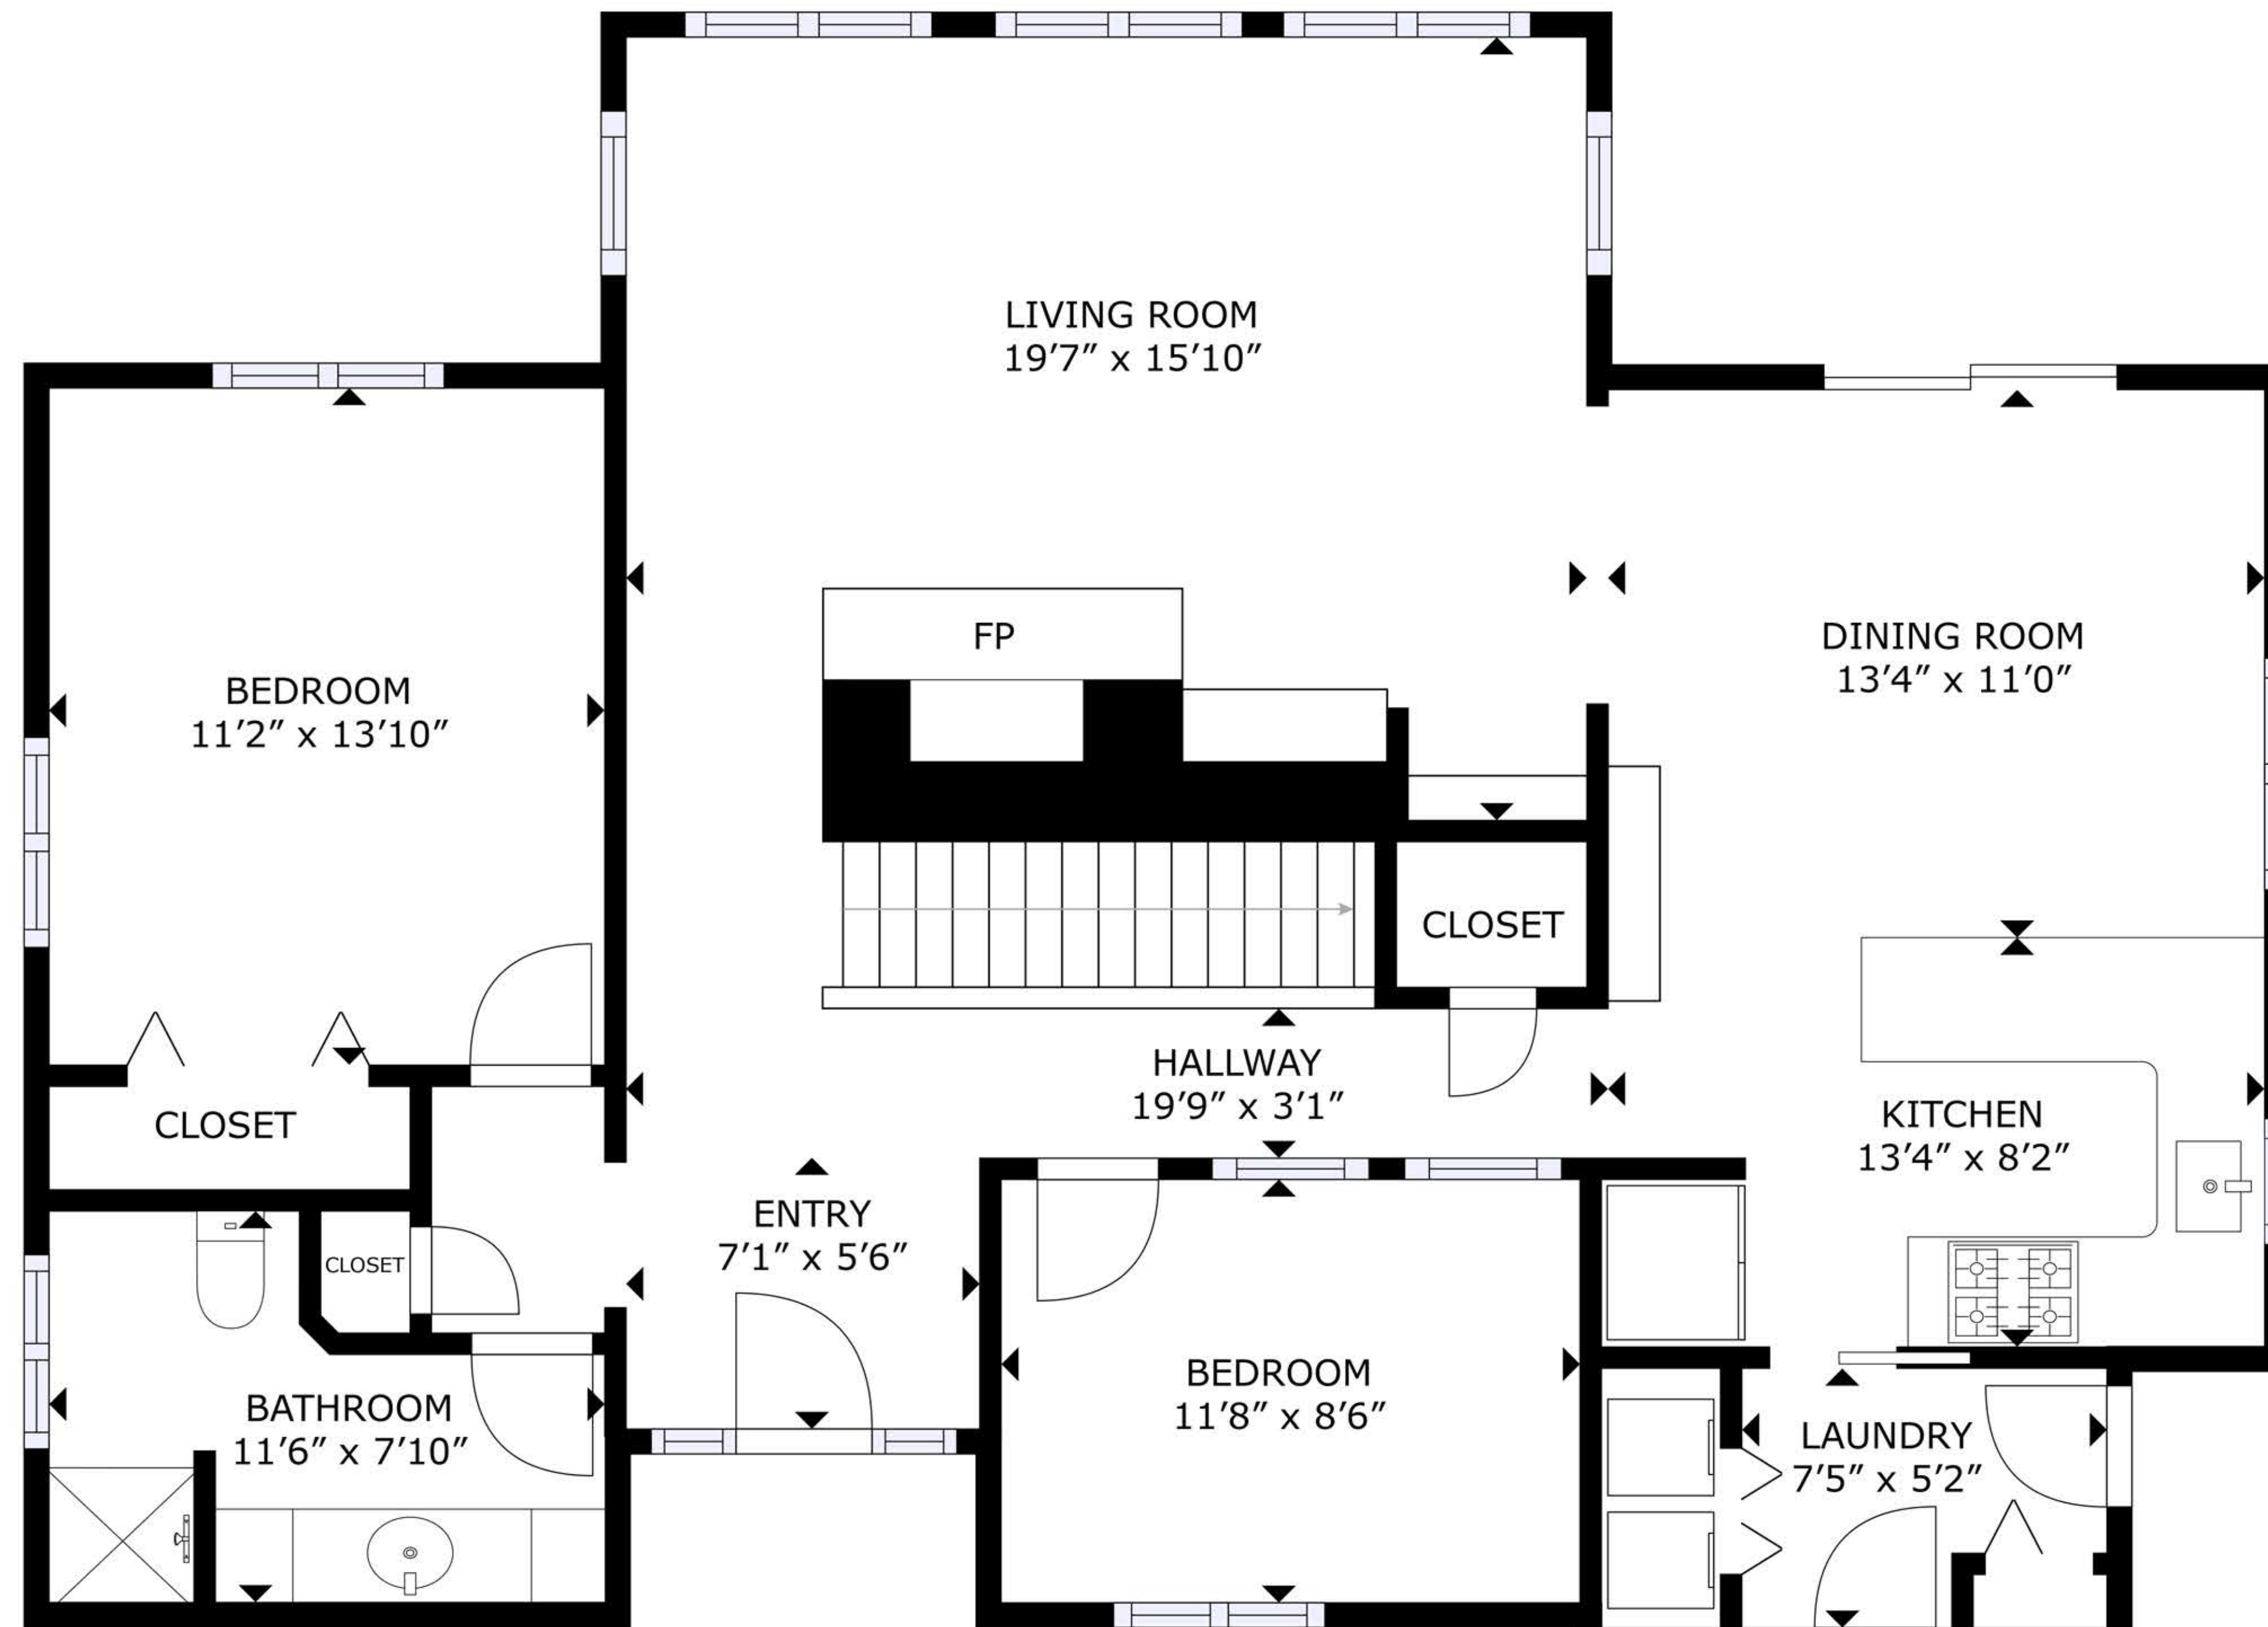 LIVING ROOM
19'7" x 15'10"
FP
DINING ROOM
13'4" x 11'0"
BEDROOM
11'2" x 13'10"
CLOSET
HALLWAY
19'9" x 3'1"
CLOSET
KITCHEN
13'4" x 8'2"
ENTRY
7'1" x 5'6"
CLOSET
BEDROOM
11'8" x 8'6"
BATHROOM
11'6" x 7'10"
LAUNDRY
7'5" x 5'2"